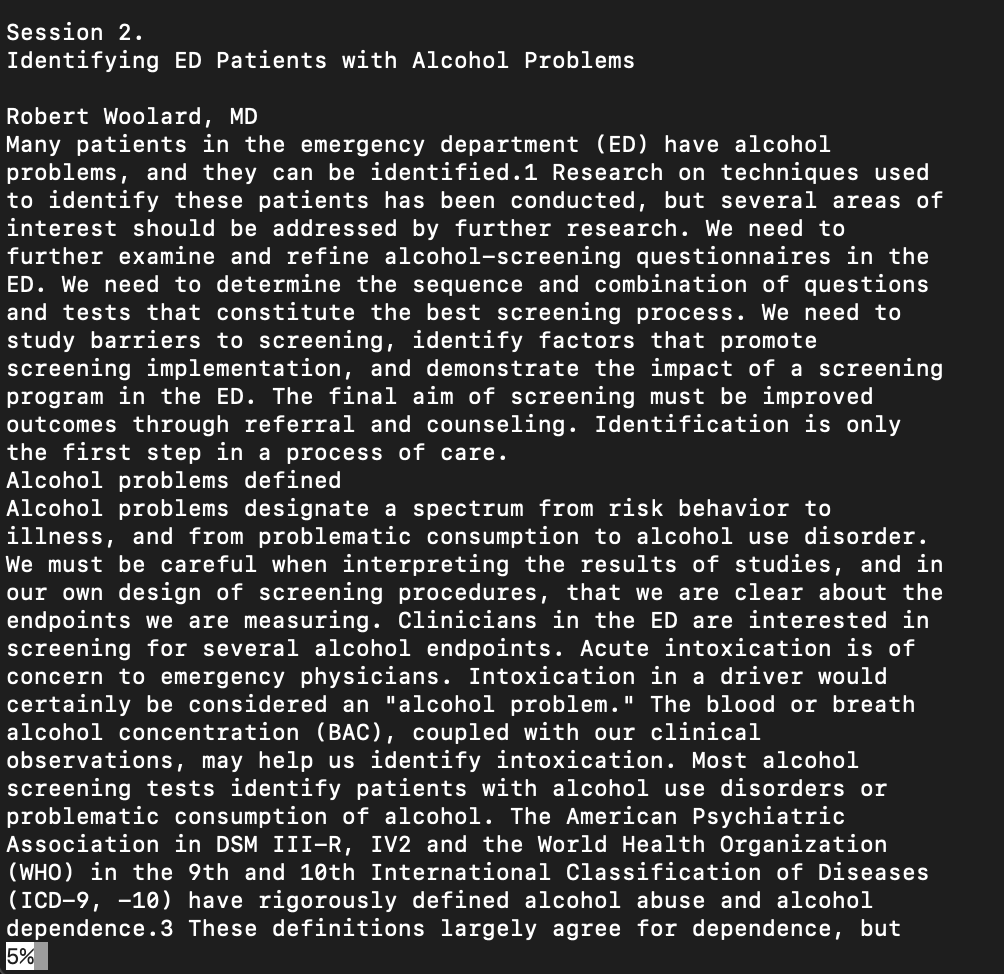 Session 2.
Identifying ED Patients with Alcohol Problems
Robert Woolard, MD
Many patients in the emergency department (ED) have alcohol
problems, and they can be identified.1 Research on techniques used
to identify these patients has been conducted, but several areas of
interest should be addressed by further research. We need to
further examine and refine alcohol-screening questionnaires in the
ED. We need to determine the sequence and combination of questions
and tests that constitute the best screening process. We need to
study barriers to screening, identify factors that promote
screening implementation, and demonstrate the impact of a screening
program in the ED. The final aim of screening must be improved
outcomes through referral and counseling. Identification is only
the first step in a process of care.
Alcohol problems defined
Alcohol problems designate a spectrum from risk behavior to
illness, and from problematic consumption to alcohol use disorder.
We must be careful when interpreting the results of studies, and in
our own design of screening procedures, that we are clear about the
endpoints we are measuring. Clinicians in the ED are interested in
screening for several alcohol endpoints. Acute intoxication is of
concern to emergency physicians. Intoxication in a driver would
certainly be considered an "alcohol problem." The blood or breath
alcohol concentration (BAC), coupled with our clinical
observations, may help us identify intoxication. Most alcohol
screening tests identify patients with alcohol use disorders or
problematic consumption of alcohol. The American Psychiatric
Association in DSM III-R, IV2 and the World Health Organization
(WHO) in the 9th and 10th International Classification of Diseases
(ICD-9, -10) have rigorously defined alcohol abuse and alcohol
dependence.3 These definitions largely agree for dependence, but
5%